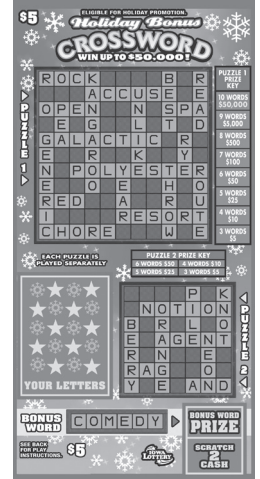 $5
ELIGIBLE FOR HOLIDAY PROMOTION.
Holiday Bonus
CROSSWORD
WIN UP TO $50,000!
PUZZLE 1
ROCK
ACCUSE
OPEN
SPA
GALACTIC
POLYESTER
RED
RESORT
CHORE
PUZZLE 1
PRIZE
KEY
10 WORDS
$50,000
9 WORDS
$5,000
8 WORDS
$500
7 WORDS
$100
6 WORDS
$50
5 WORDS
$25
4 WORDS
$10
3 WORDS
$5
EACH PUZZLE IS
PLAYED SEPARATELY
PUZZLE 2 PRIZE KEY
6 WORDS $50 4 WORDS $10
5 WORDS $25 3 WORDS $5
YOUR LETTERS
NOTION
AGENT
RAG
AND
PUZZLE 2
BONUS
WORD
COMEDY
BONUS WORD
PRIZE
SCRATCH
2
CASH
SEE BACK
FOR PLAY
INSTRUCTIONS.
$5
IOWA
LOTTERY